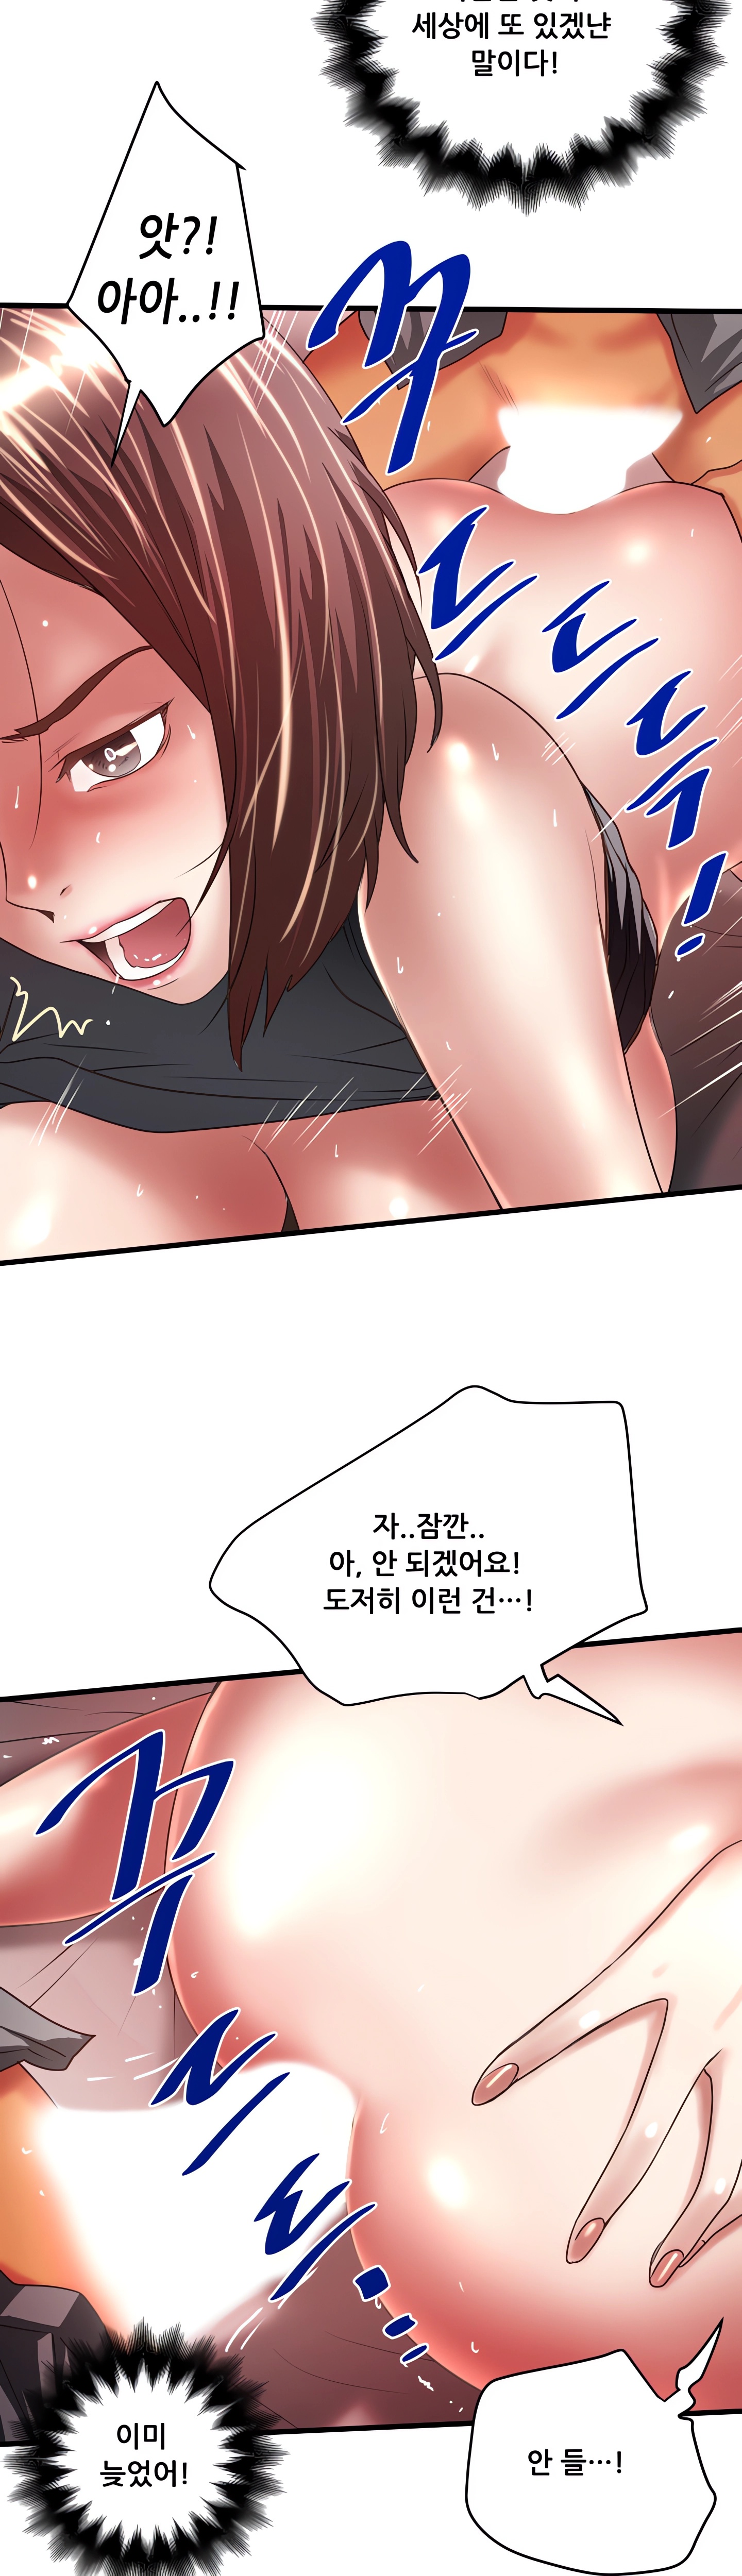 세상에 또 있겠냔
말이다!
앗?!
아아..!!
자..잠깐..
아, 안 되겠어요!
도저히 이런 건…!
이미
늦었어!
안 들…!